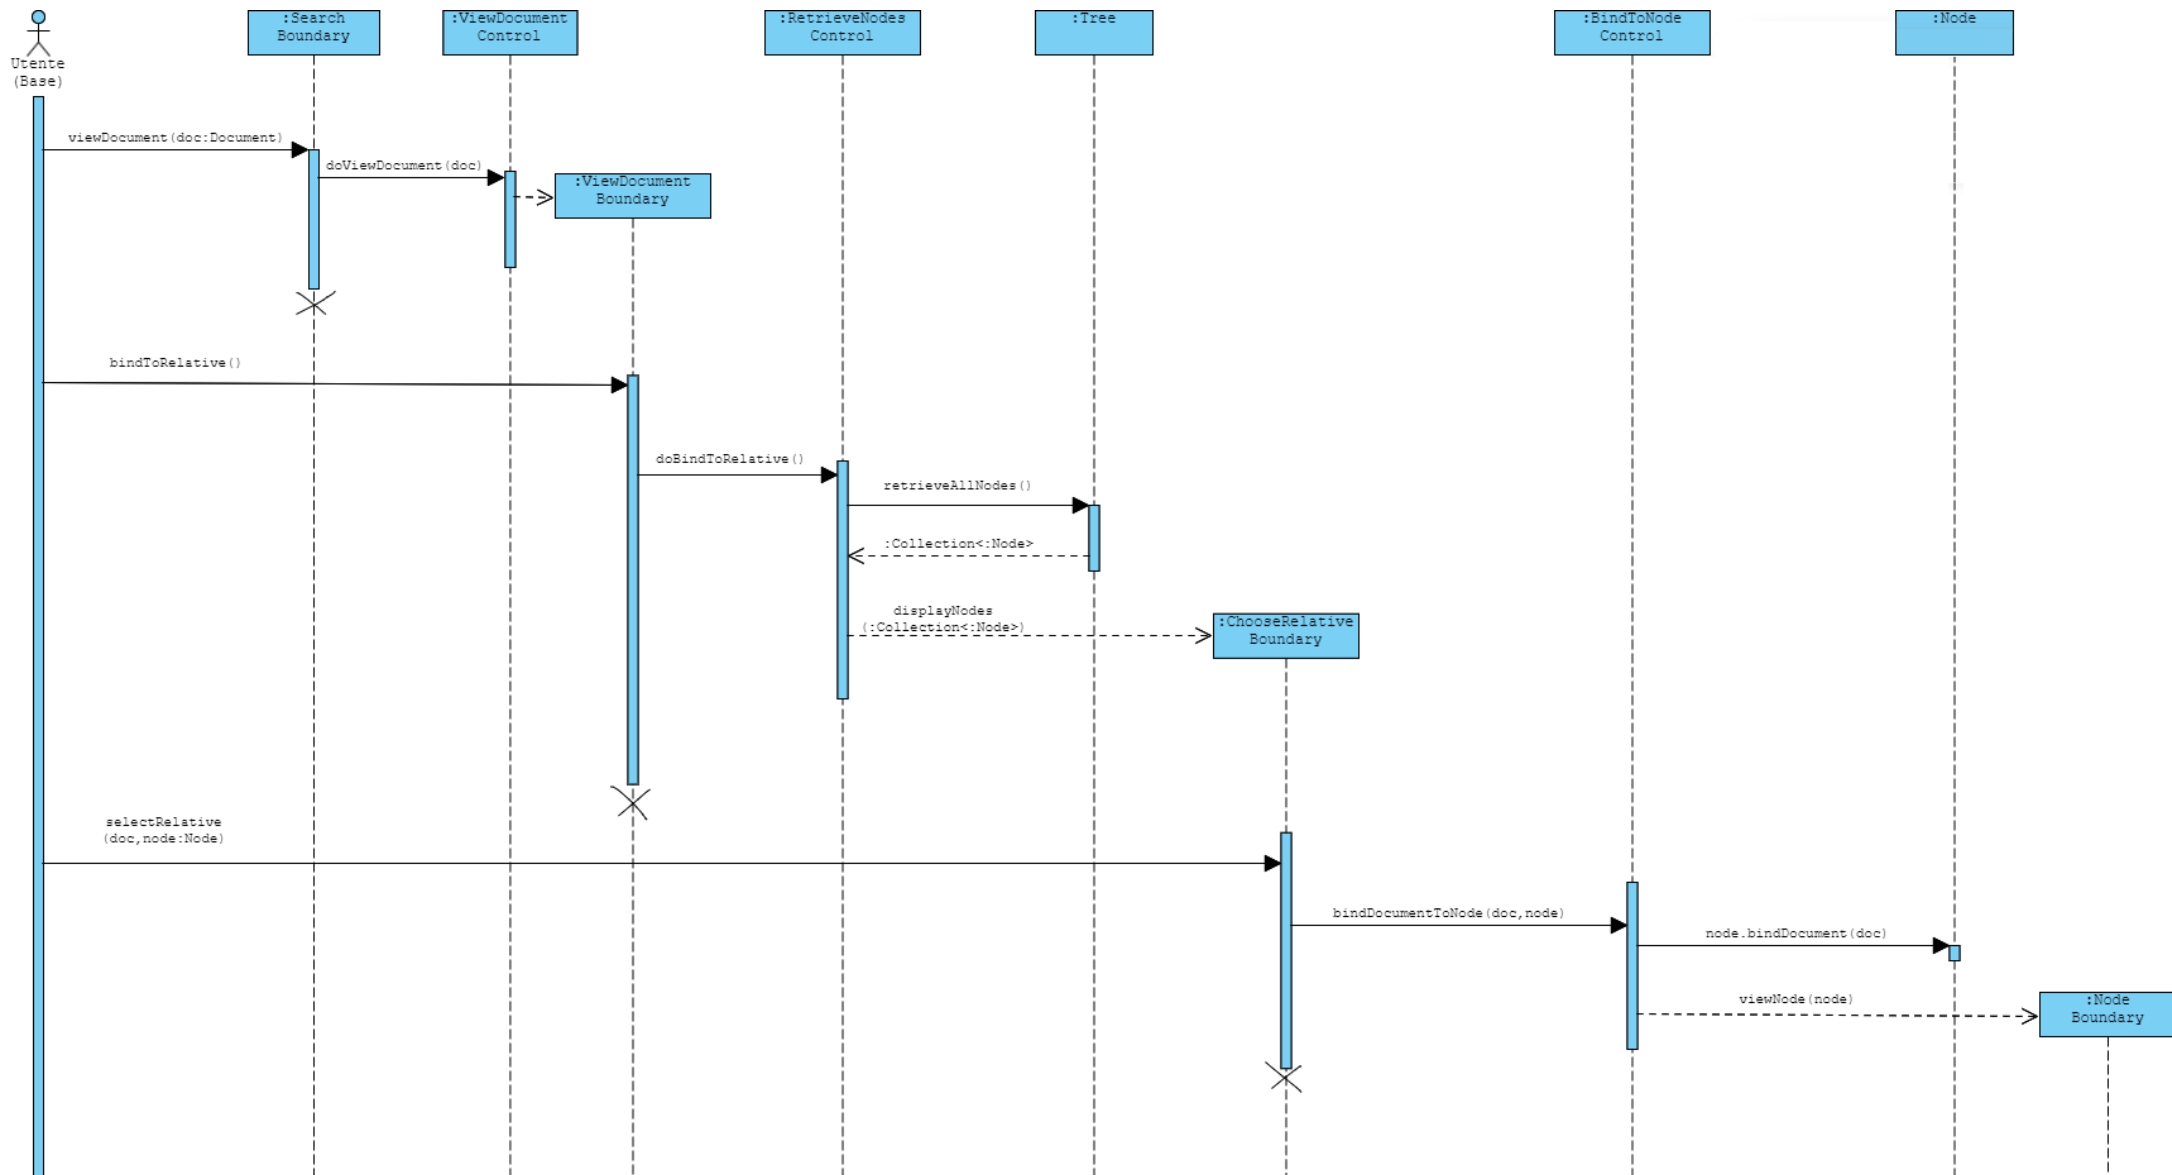 :Search
Boundary
:ViewDocument
Control
:RetrieveNodes
Control
:Tree
:BindToNode
Control
:Node
Utente
(Base)
viewDocument(doc:Document)
doViewDocument(doc)
:ViewDocument
Boundary
bindToRelative()
doBindToRelative()
retrieveAllNodes()
:Collection<:Node>
displayNodes
(:Collection<:Node>)
:ChooseRelative
Boundary
selectRelative
(doc,node:Node)
bindDocumentToNode(doc,node)
node.bindDocument(doc)
viewNode(node)
:Node
Boundary